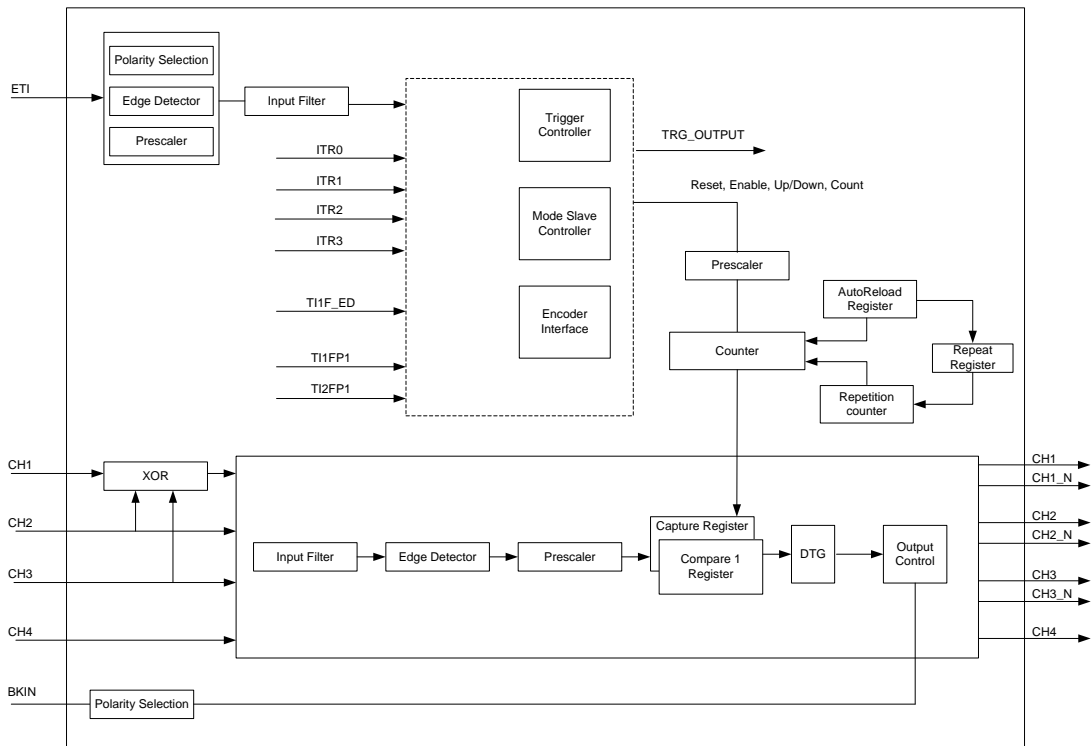 Polarity Selection
ETI
Edge Detector
Input Filter
Prescaler
Trigger
Controller
TRG_OUTPUT
ITR0
ITR1
ITR2
ITR3
Reset, Enable, Up/Down, Count
Mode Slave
Controller
Prescaler
TI1F_ED
Encoder
Interface
AutoReload
Register
Counter
Repeat
Register
TI1FP1
TI2FP1
Repetition
counter
CH1
XOR
CH2
CH3
CH4
Input Filter
Edge Detector
Prescaler
Capture Register
Compare 1
Register
DTG
Output
Control
CH1
CH1_N
CH2
CH2_N
CH3
CH3_N
CH4
BKIN
Polarity Selection